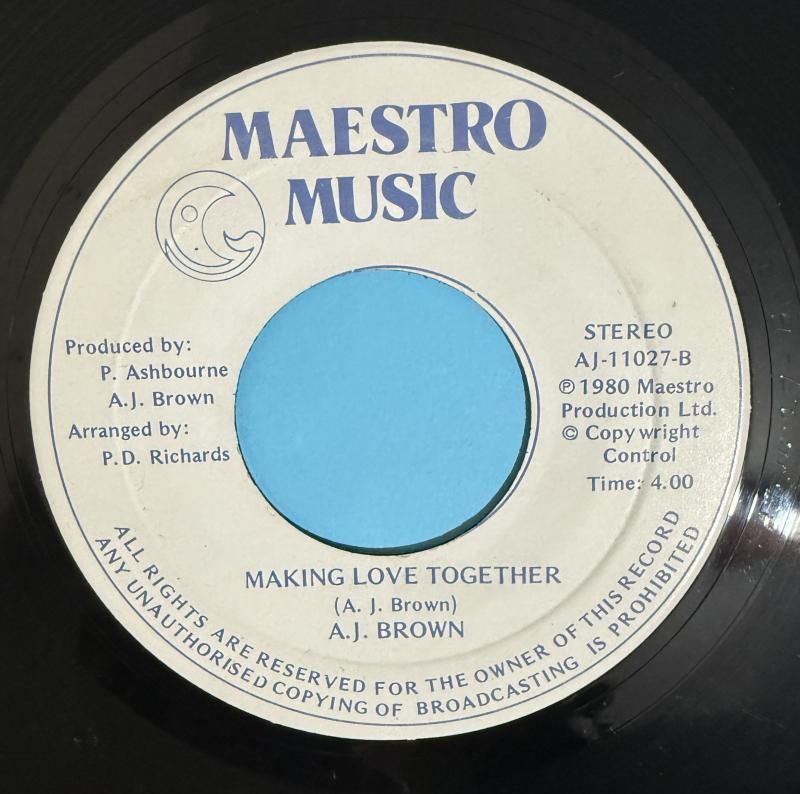 MAESTRO
MUSIC
Produced by:
P. Ashbourne
A.J. Brown
Arranged by:
P.D. Richards
STEREO
AJ-11027-B
℗ 1980 Maestro
Production Ltd.
© Copywright
Control
Time: 4.00
MAKING LOVE TOGETHER
(A. J. Brown)
A.J. BROWN
ALL RIGHTS ARE RESERVED FOR THE OWNER OF THIS RECORD
ANY UNAUTHORISED COPYING OF BROADCASTING IS PROHIBITED